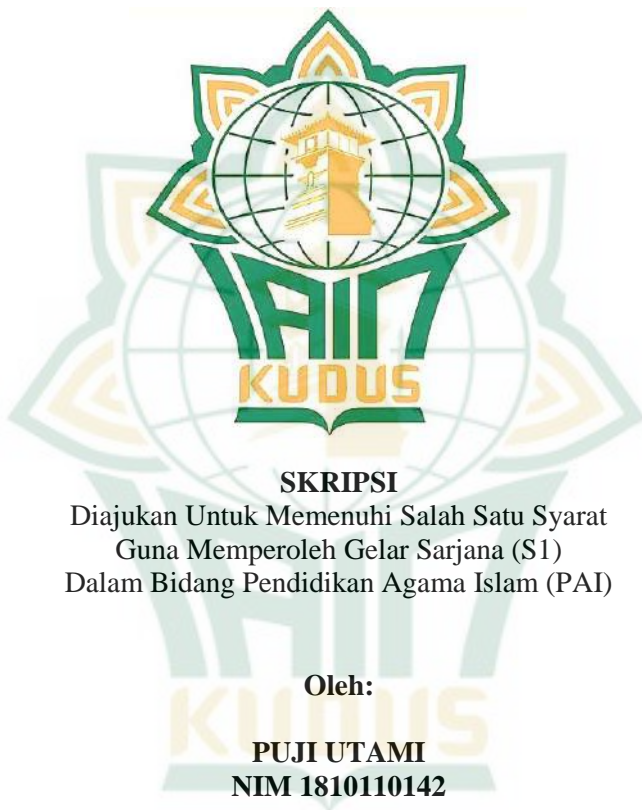 IAIN
KUDUS
SKRIPSI
Diajukan Untuk Memenuhi Salah Satu Syarat
Guna Memperoleh Gelar Sarjana (S1)
Dalam Bidang Pendidikan Agama Islam (PAI)
Oleh:
PUJI UTAMI
NIM 1810110142